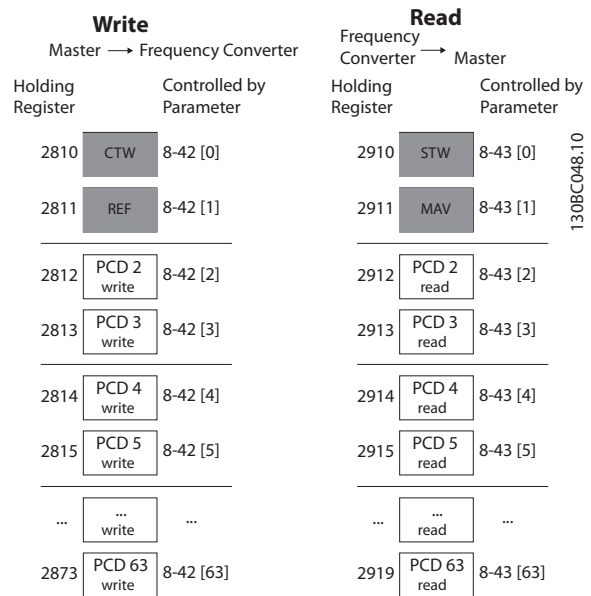 Write
Master → Frequency Converter
Holding Register
Controlled by Parameter
2810 CTW 8-42 [0]
2811 REF 8-42 [1]
2812 PCD 2 write 8-42 [2]
2813 PCD 3 write 8-42 [3]
2814 PCD 4 write 8-42 [4]
2815 PCD 5 write 8-42 [5]
... ... write ...
2873 PCD 63 write 8-42 [63]
Read
Frequency Converter → Master
Holding Register
Controlled by Parameter
2910 STW 8-43 [0]
2911 MAV 8-43 [1]
2912 PCD 2 read 8-43 [2]
2913 PCD 3 read 8-43 [3]
2914 PCD 4 read 8-43 [4]
2915 PCD 5 read 8-43 [5]
... ... read ...
2919 PCD 63 read 8-43 [63]
130BC048.10